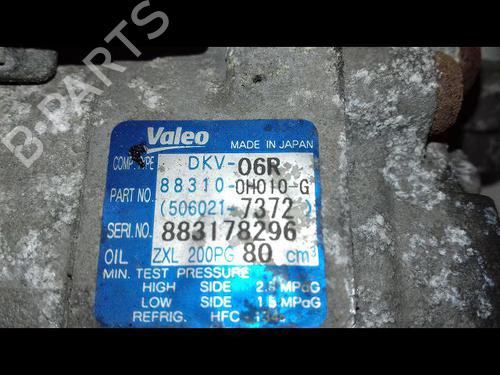 B-PARTS
Valeo
MADE IN JAPAN
COMP.TYPE DKV-06R
PART NO. 88310-0H010-G
(506021-7372)
SERI.NO. 883178296
OIL ZXL 200PG 80 cm³
MIN. TEST PRESSURE
HIGH SIDE 2.8 MPaG
LOW SIDE 1.5 MPaG
REFRIG. HFC-134a